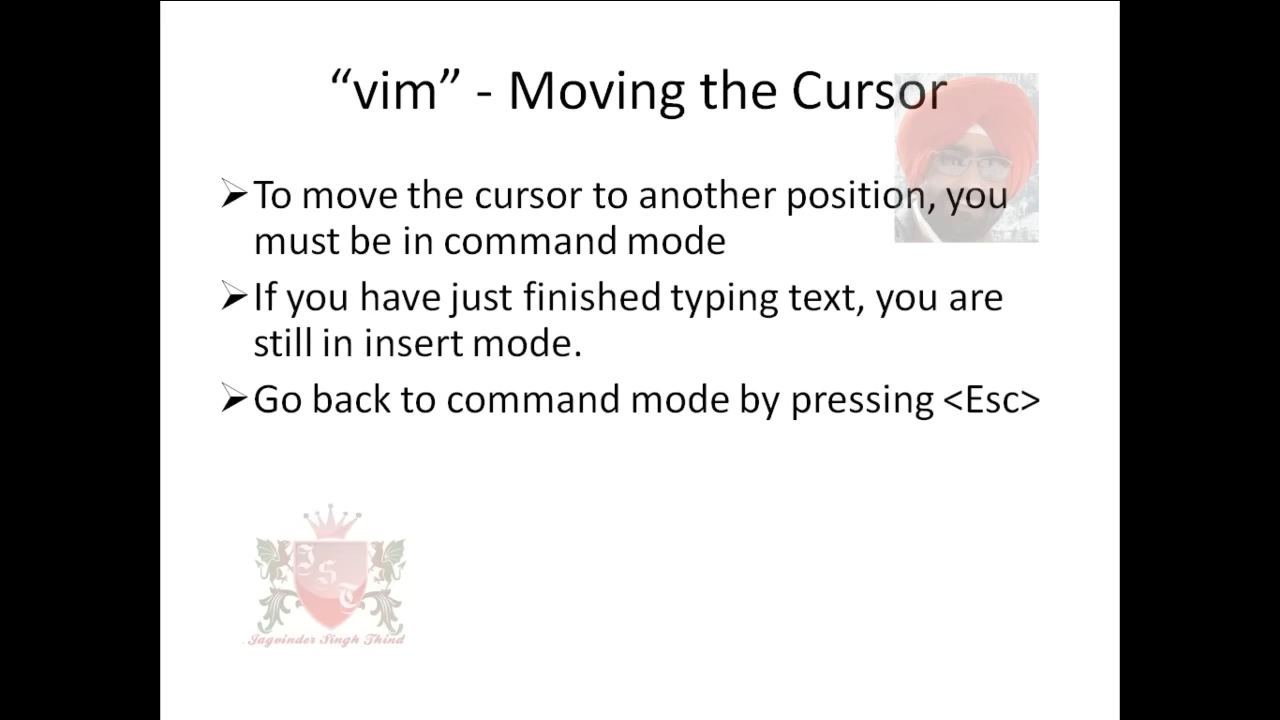 “vim” - Moving the Cursor
➢To move the cursor to another position, you
must be in command mode
➢If you have just finished typing text, you are
still in insert mode.
➢Go back to command mode by pressing <Esc>
J S T
Jagvinder Singh Thind